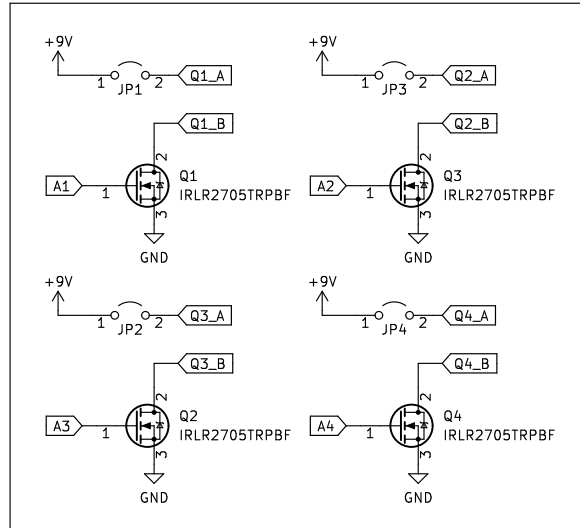 +9V
1 2 Q1_A
JP1
Q1_B
2
Q1
IRLR2705TRPBF
A1
1
3
GND
+9V
1 2 Q2_A
JP3
Q2_B
2
Q3
IRLR2705TRPBF
A2
1
3
GND
+9V
1 2 Q3_A
JP2
Q3_B
2
Q2
IRLR2705TRPBF
A3
1
3
GND
+9V
1 2 Q4_A
JP4
Q4_B
2
Q4
IRLR2705TRPBF
A4
1
3
GND